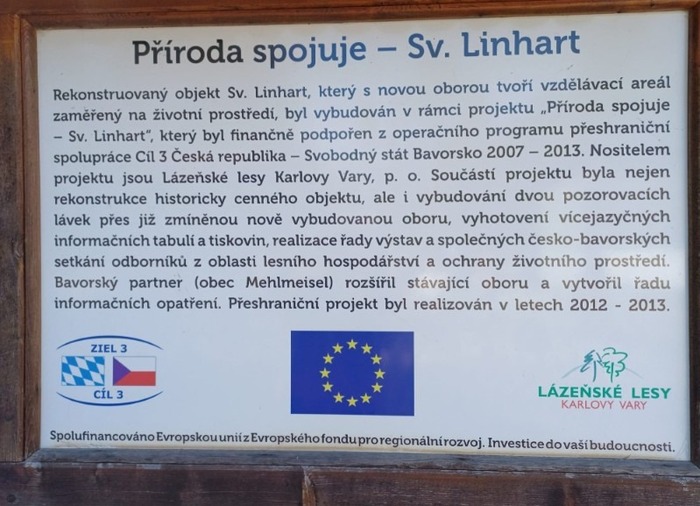 Příroda spojuje – Sv. Linhart
Rekonstruovaný objekt Sv. Linhart, který s novou oborou tvoří vzdělávací areál
zaměřený na životní prostředí, byl vybudován v rámci projektu „Příroda spojuje
– Sv. Linhart“, který byl finančně podpořen z operačního programu přeshraniční
spolupráce Cíl 3 Česká republika – Svobodný stát Bavorsko 2007 – 2013. Nositelem
projektu jsou Lázeňské lesy Karlovy Vary, p. o. Součástí projektu byla nejen
rekonstrukce historicky cenného objektu, ale i vybudování dvou pozorovacích
lávek přes již zmíněnou nově vybudovanou oboru, vyhotovení vícejazyčných
informačních tabulí a tiskovin, realizace řady výstav a společných česko-bavorských
setkání odborníků z oblasti lesního hospodářství a ochrany životního prostředí.
Bavorský partner (obec Mehlmeisel) rozšířil stávající oboru a vytvořil řadu
informačních opatření. Přeshraniční projekt byl realizován v letech 2012 - 2013.
ZIEL 3
CÍL 3
LÁZEŇSKÉ LESY
KARLOVY VARY
Spolufinancováno Evropskou unií z Evropského fondu pro regionální rozvoj. Investice do vaší budoucnosti.